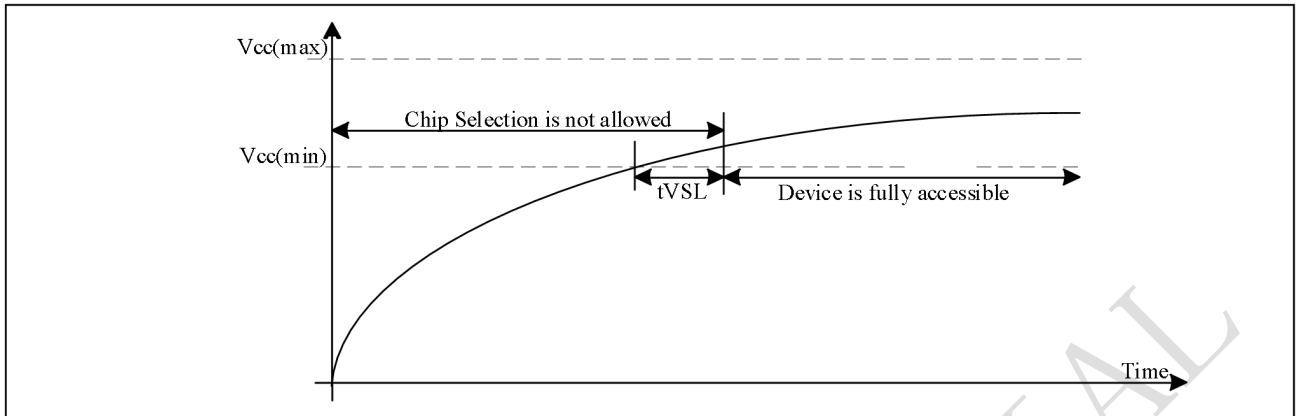 Vcc(max)
Chip Selection is not allowed
Vcc(min)
tVSL
Device is fully accessible
Time